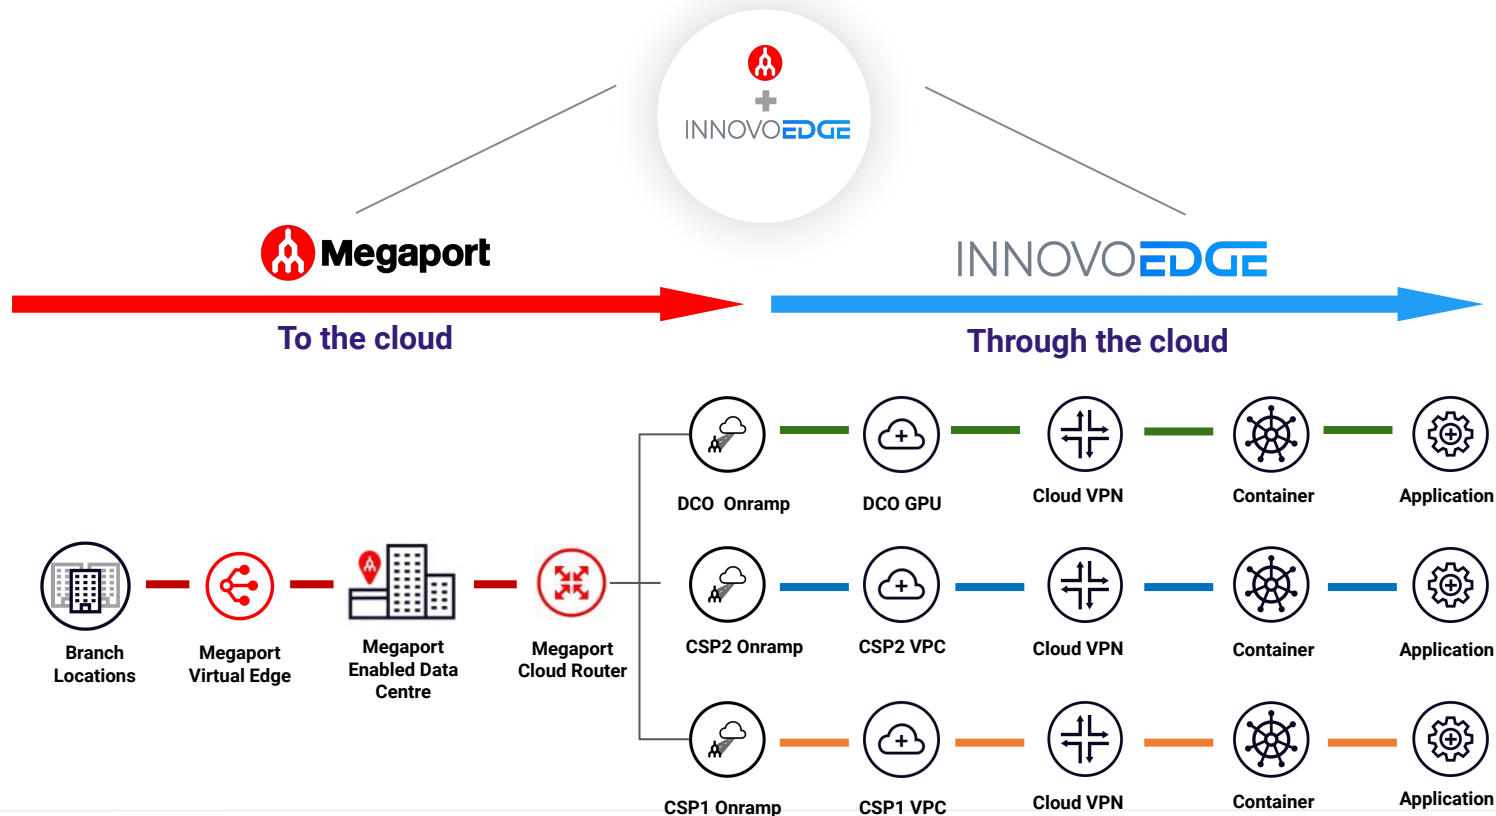 INNOVOEDGE
Megaport
INNOVOEDGE
To the cloud
Through the cloud
DCO Onramp
DCO GPU
Cloud VPN
Container
Application
Branch
Locations
Megaport
Virtual Edge
Megaport
Enabled Data
Centre
Megaport
Cloud Router
CSP2 Onramp
CSP2 VPC
Cloud VPN
Container
Application
CSP1 Onramp
CSP1 VPC
Cloud VPN
Container
Application